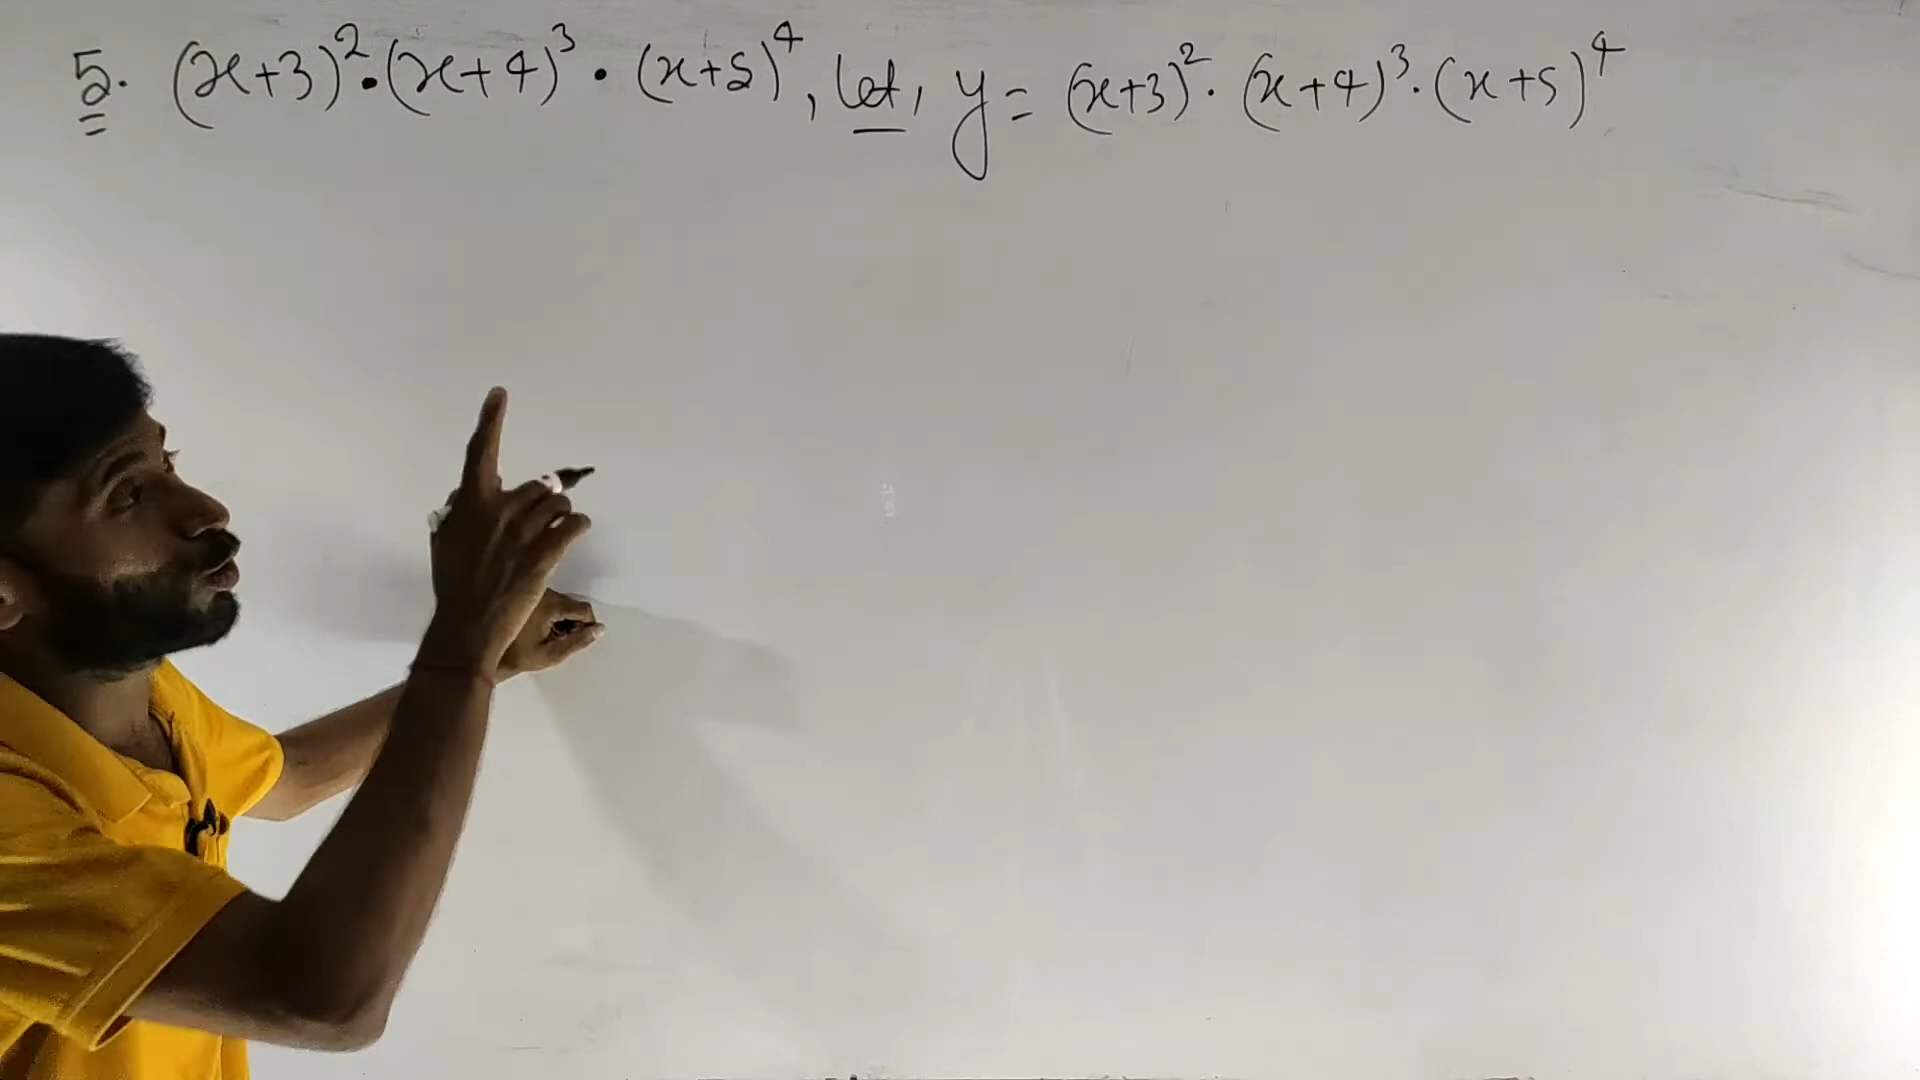 5. (x+3)²•(x+4)³•(x+5)⁴, let, y = (x+3)²·(x+4)³·(x+5)⁴